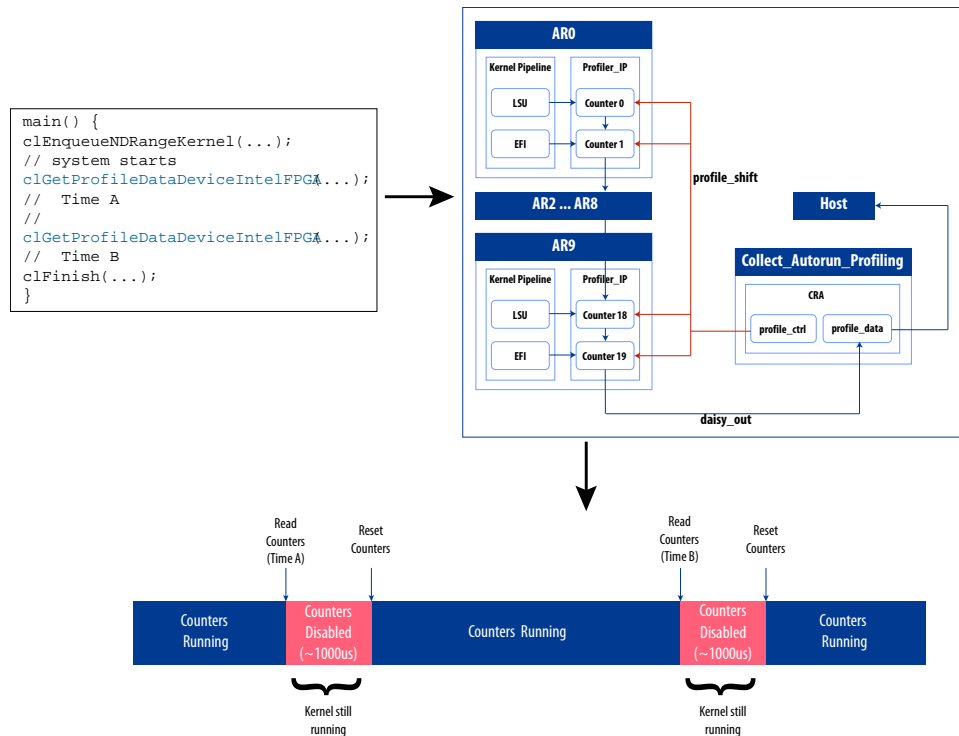 main() {
clEnqueueNDRangeKernel(...);
// system starts
clGetProfileDataDeviceIntelFPGA(...);
//  Time A
//
clGetProfileDataDeviceIntelFPGA(...);
//  Time B
clFinish(...);
}
AR0
Kernel Pipeline
Profiler_IP
LSU
Counter 0
EFI
Counter 1
profile_shift
AR2 ... AR8
Host
AR9
Kernel Pipeline
Profiler_IP
LSU
Counter 18
EFI
Counter 19
Collect_Autorun_Profiling
CRA
profile_ctrl
profile_data
daisy_out
Read
Counters
(Time A)
Reset
Counters
Read
Counters
(Time B)
Reset
Counters
Counters
Running
Counters
Disabled
(~1000us)
Counters Running
Counters
Disabled
(~1000us)
Counters
Running
Kernel still
running
Kernel still
running